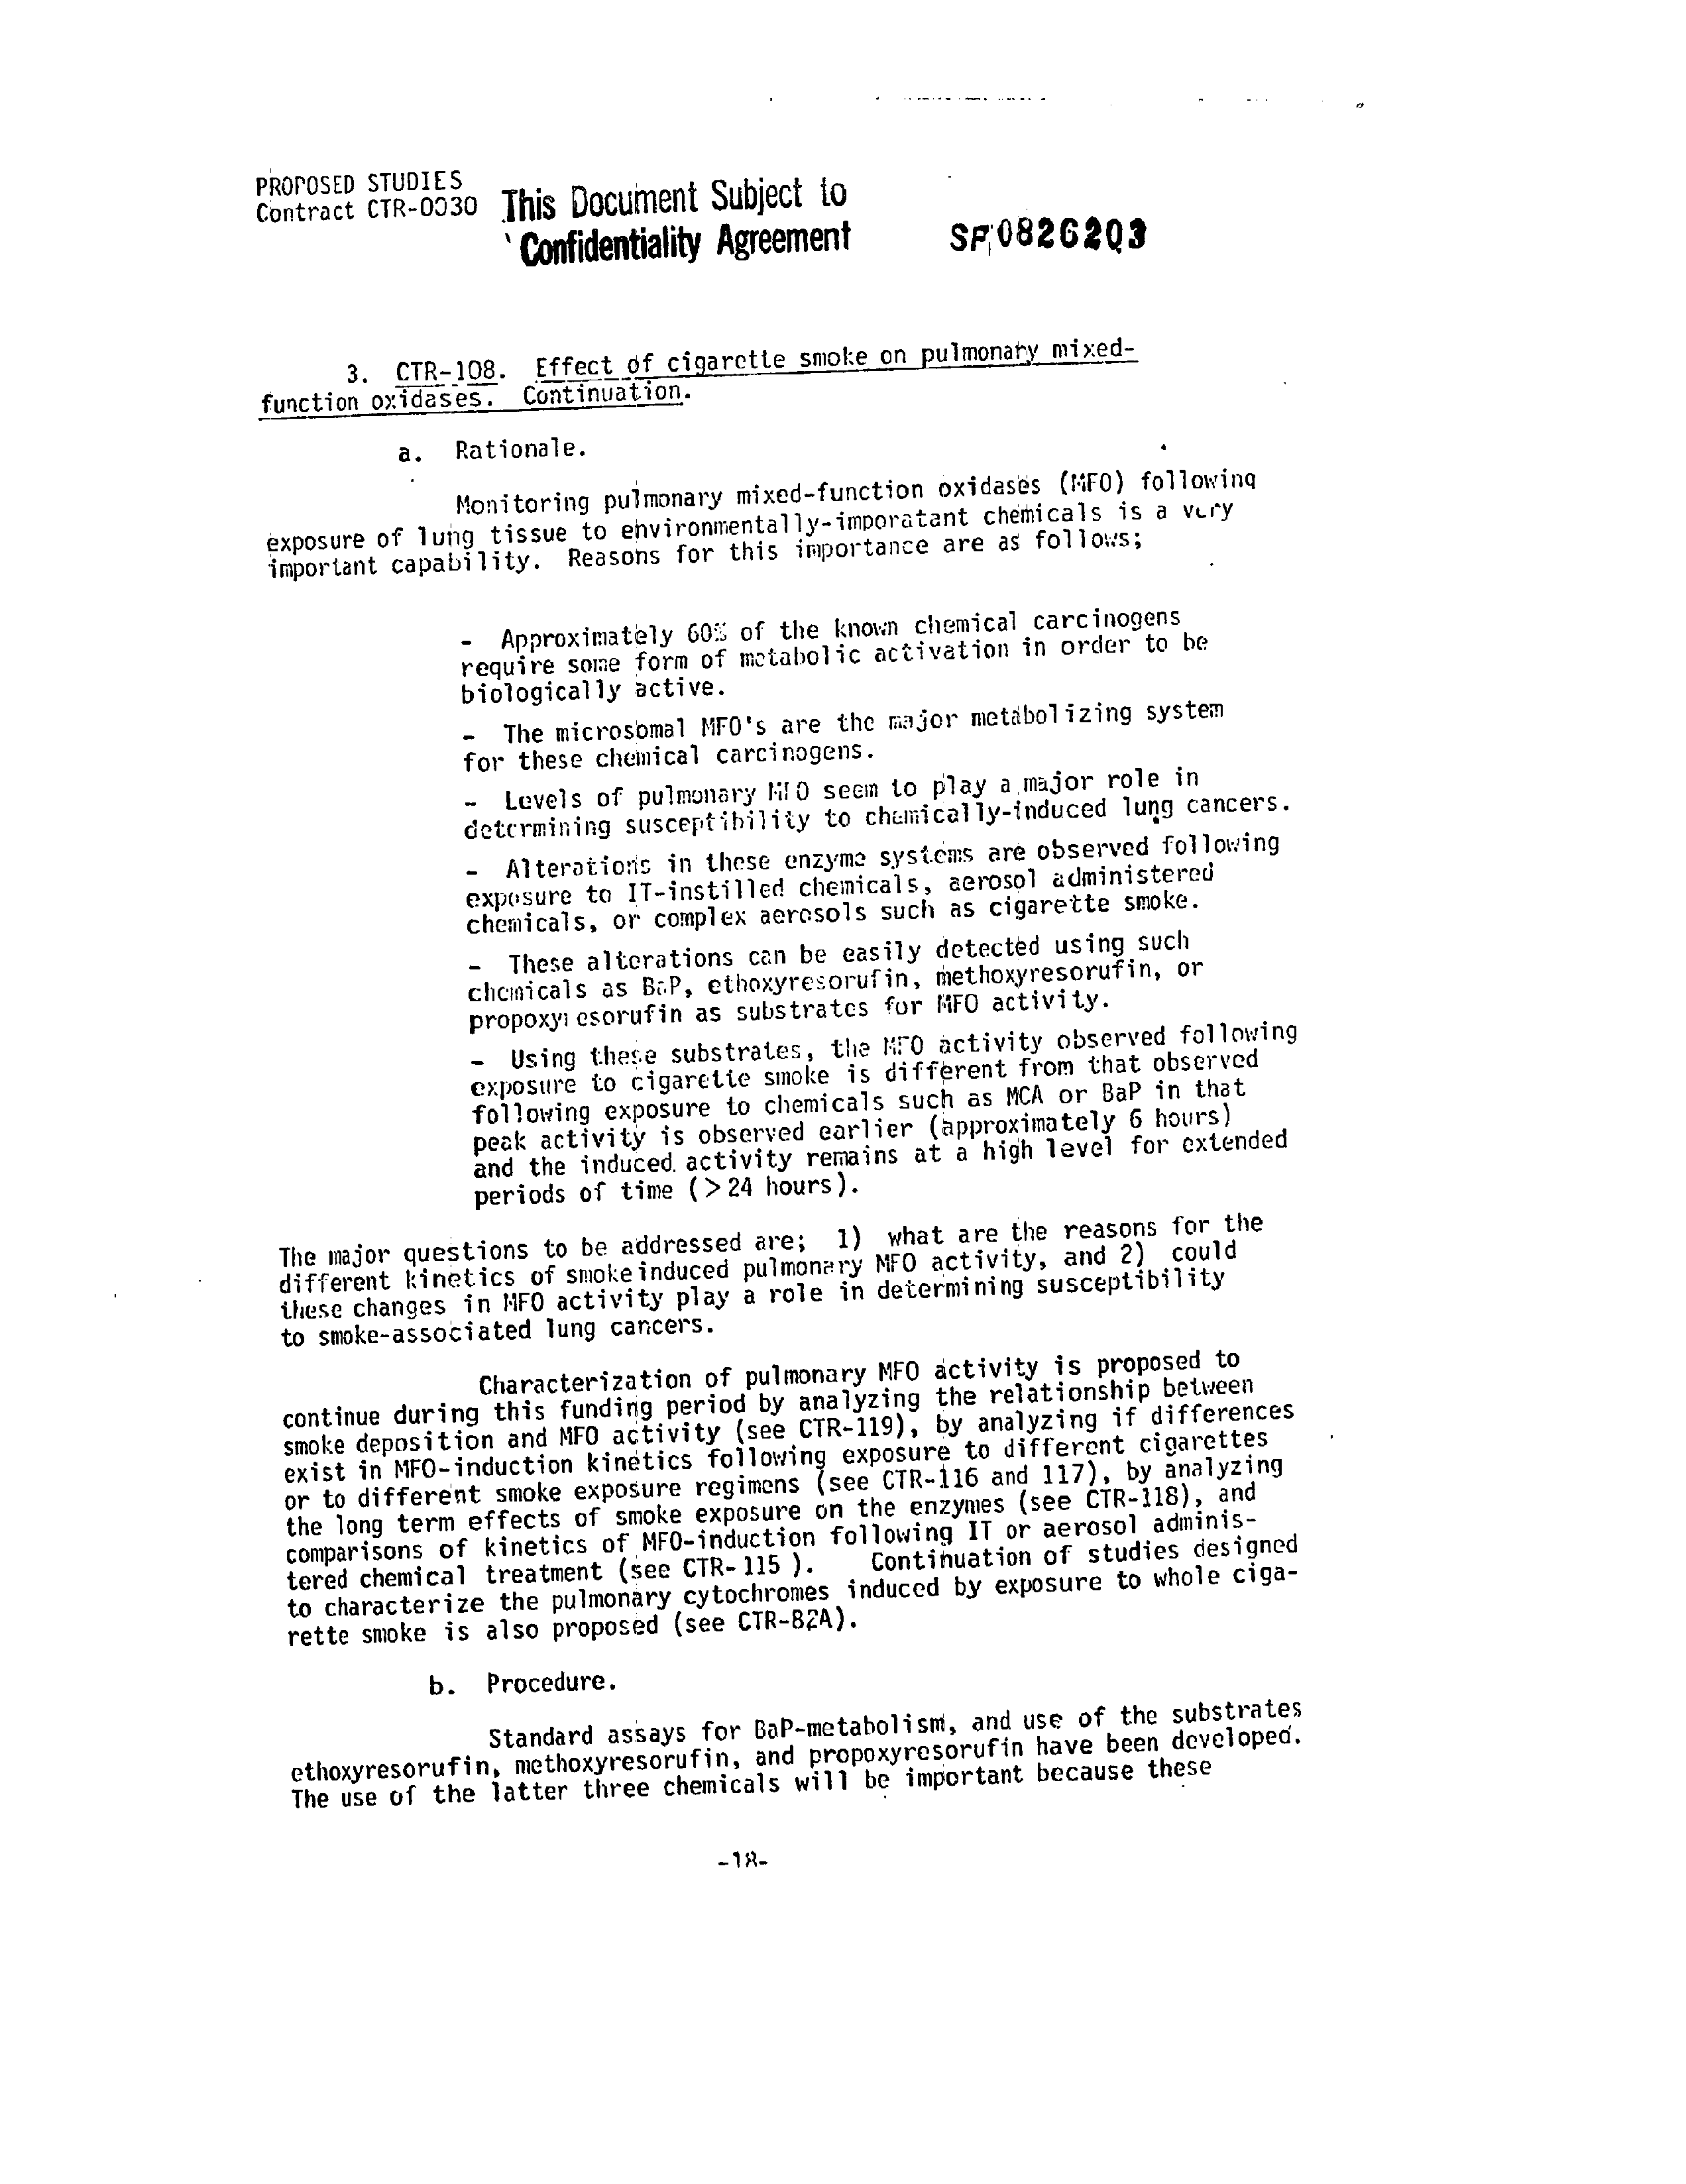 PROPOSED STUDIES
Contract CTR-0030
This Document Subject to
Confidentiality Agreement
SF 0826203
3. CTR-108. Effect of cigarette smoke on pulmonary mixed-
function oxidases. Continuation.
a. Rationale.
Monitoring pulmonary mixed-function oxidases (MFO) following
exposure of lung tissue to environmentally-imporatant chemicals is a very
important capability. Reasons for this importance are as follows;
- Approximately 60% of the known chemical carcinogens
require some form of metabolic activation in order to be
biologically active.
- The microsomal MFO's are the major metabolizing system
for these chemical carcinogens.
- Levels of pulmonary MFO seem to play a major role in
determining susceptibility to chemically-induced lung cancers.
- Alterations in these enzyme systems are observed following
exposure to IT-instilled chemicals, aerosol administered
chemicals, or complex aerosols such as cigarette smoke.
- These alterations can be easily detected using such
chemicals as BaP, ethoxyresorufin, methoxyresorufin, or
propoxyresorufin as substrates for MFO activity.
- Using these substrates, the MFO activity observed following
exposure to cigarette smoke is different from that observed
following exposure to chemicals such as MCA or BaP in that
peak activity is observed earlier (approximately 6 hours)
and the induced activity remains at a high level for extended
periods of time (>24 hours).
The major questions to be addressed are; 1) what are the reasons for the
different kinetics of smoke induced pulmonary MFO activity, and 2) could
these changes in MFO activity play a role in determining susceptibility
to smoke-associated lung cancers.
Characterization of pulmonary MFO activity is proposed to
continue during this funding period by analyzing the relationship between
smoke deposition and MFO activity (see CTR-119), by analyzing if differences
exist in MFO-induction kinetics following exposure to different cigarettes
or to different smoke exposure regimens (see CTR-116 and 117), by analyzing
the long term effects of smoke exposure on the enzymes (see CTR-118), and
comparisons of kinetics of MFO-induction following IT or aerosol adminis-
tered chemical treatment (see CTR-115 ). Continuation of studies designed
to characterize the pulmonary cytochromes induced by exposure to whole ciga-
rette smoke is also proposed (see CTR-82A).
b. Procedure.
Standard assays for BaP-metabolism, and use of the substrates
ethoxyresorufin, methoxyresorufin, and propoxyresorufin have been developed.
The use of the latter three chemicals will be important because these
-18-